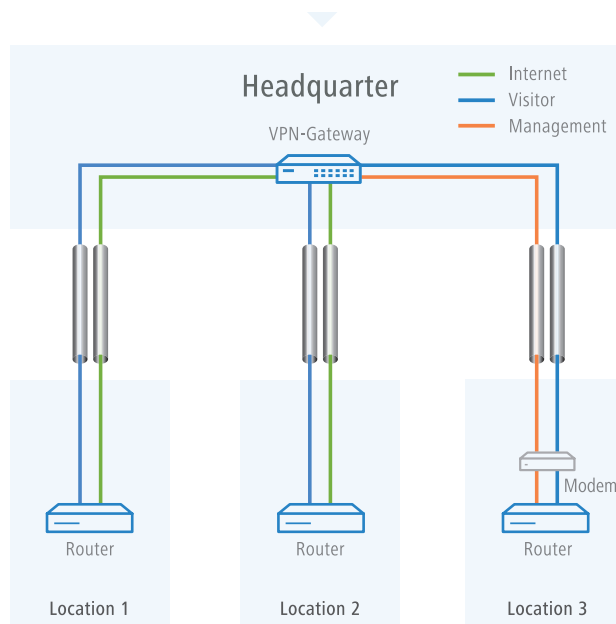 Headquarter
Internet
Visitor
Management
VPN-Gateway
Modem
Router
Router
Router
Location 1
Location 2
Location 3